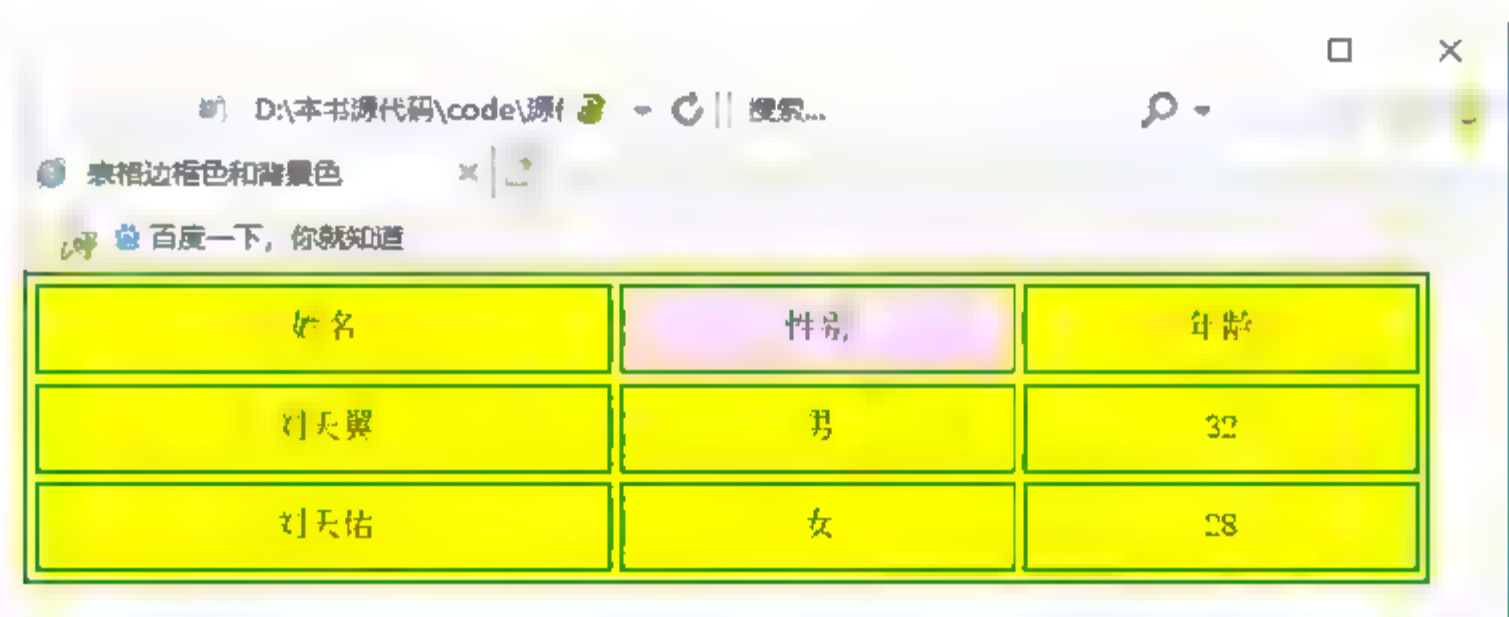 D:\本书源代码\code\源f 搜索...
表格边框色和背景色
百度一下，你就知道
姓名 性别 年龄
刘天翼 男 32
刘天佑 女 28